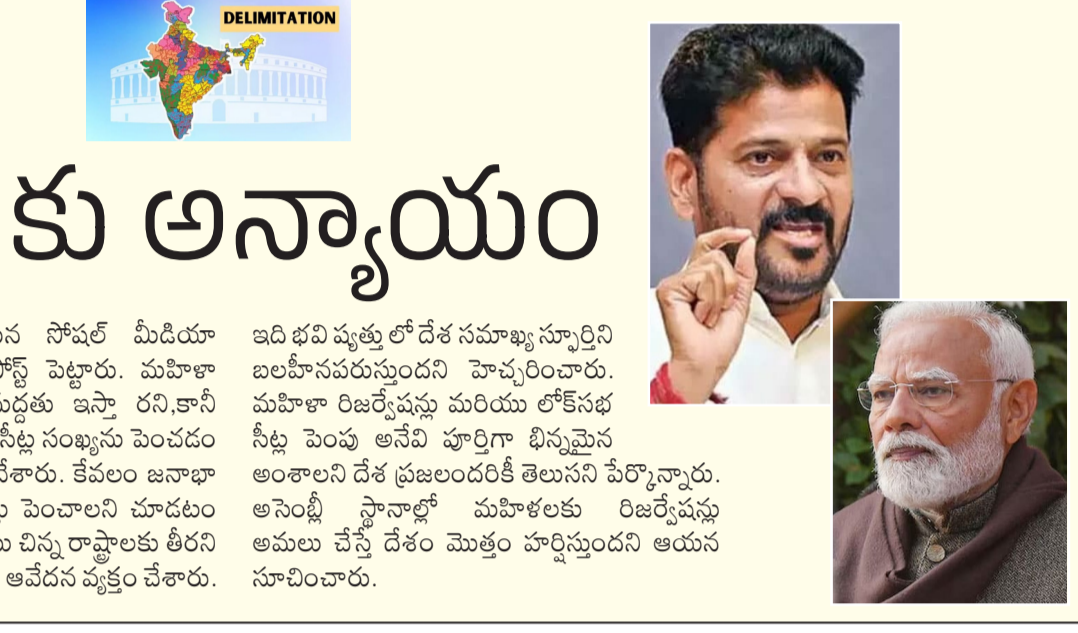 DELIMITATION
కు అన్యాయం
సోషల్ మీడియా
పెట్టారు. మహిళా
ఇస్తా రని,కానీ
సీట్ల సంఖ్యను పెంచడం
కేవలం జనాభా
పెంచాలని చూడటం
చిన్న రాష్ట్రాలకు తీరని
ఆవేదన వ్యక్తం చేశారు.
ఇది భవి ష్యత్తు లో దేశ సమాఖ్య స్ఫూర్తిని
బలహీనపరుస్తుందని హెచ్చరించారు.
మహిళా రిజర్వేషన్లు మరియు లోక్‌సభ
సీట్ల పెంపు అనేవి పూర్తిగా భిన్నమైన
అంశాలని దేశ ప్రజలందరికీ తెలుసని పేర్కొన్నారు.
అసెంబ్లీ స్థానాల్లో మహిళలకు రిజర్వేషన్లు
అమలు చేస్తే దేశం మొత్తం హర్షిస్తుందని ఆయన
సూచించారు.